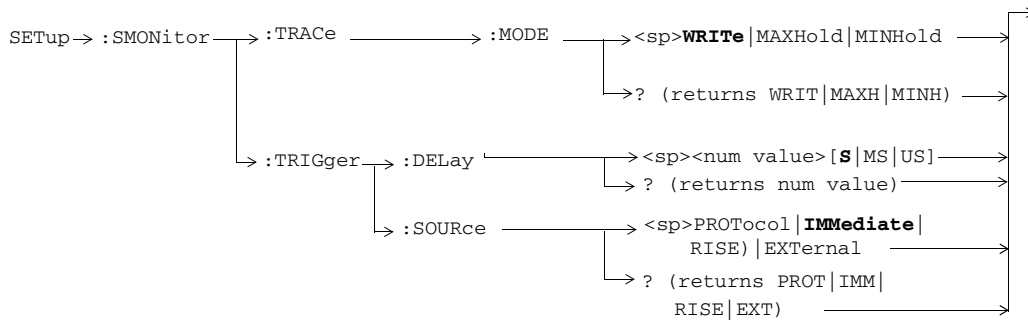 SETup :SMONitor :TRACe :MODE <sp>WRITe|MAXHold|MINHold
? (returns WRIT|MAXH|MINH)
:TRIGger :DELay <sp><num value>[S|MS|US]
? (returns num value)
:SOURce <sp>PROTocol|IMMediate|
RISE)|EXTernal
? (returns PROT|IMM|
RISE|EXT)